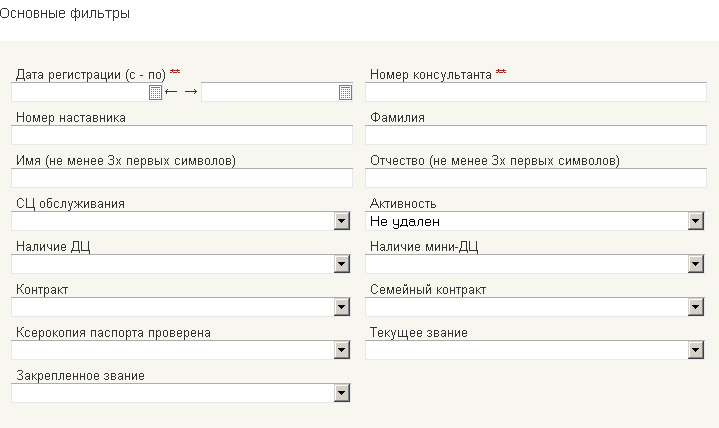 Основные фильтры
Дата регистрации (с - по) ** Номер консультанта **
← →
Номер наставника Фамилия
Имя (не менее 3х первых символов) Отчество (не менее 3х первых символов)
СЦ обслуживания Активность
Не удален
Наличие ДЦ Наличие мини-ДЦ
Контракт Семейный контракт
Ксерокопия паспорта проверена Текущее звание
Закрепленное звание